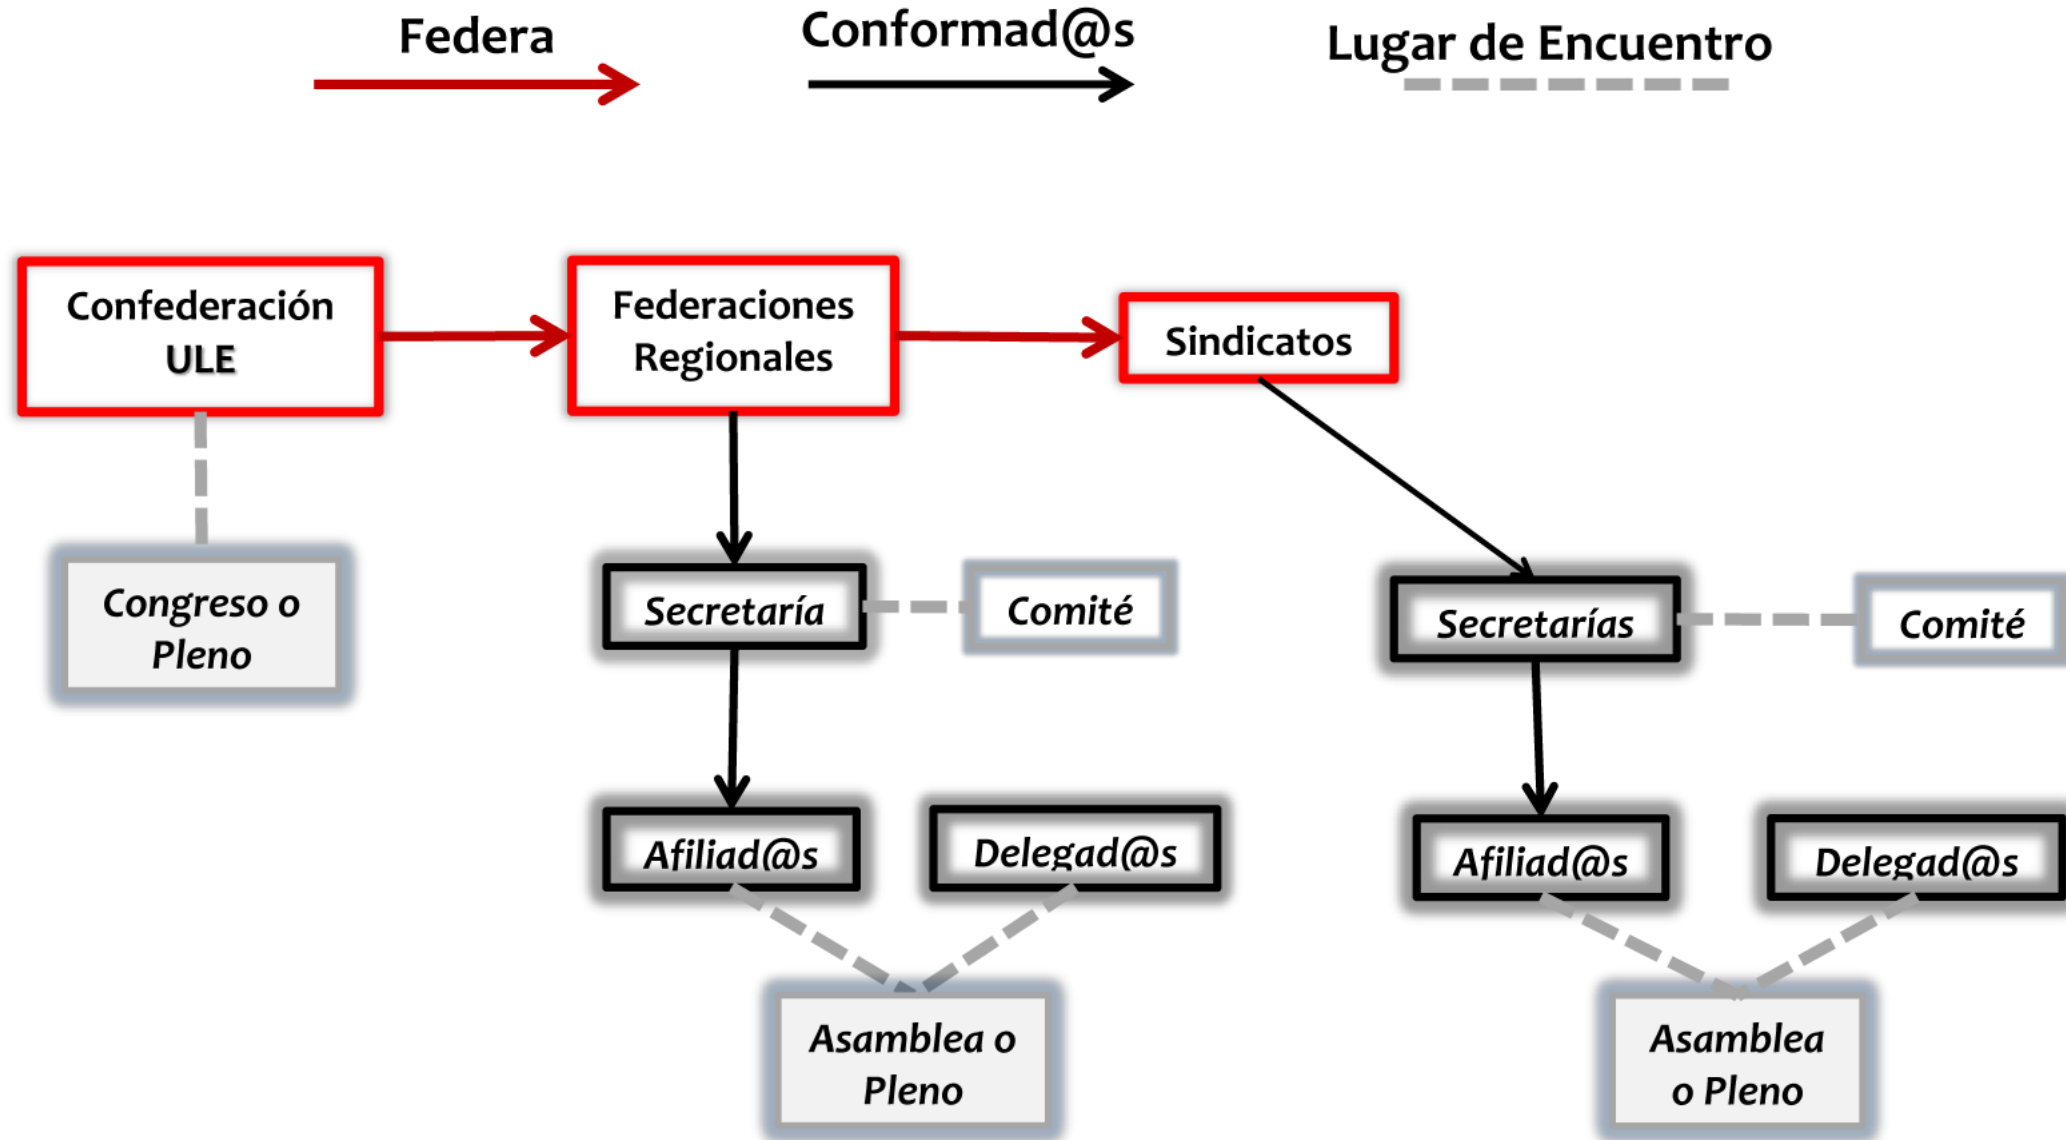 Federa
Conformad@s
Lugar de Encuentro
Confederación
ULE
Federaciones
Regionales
Sindicatos
Congreso o
Pleno
Secretaría
Comité
Secretarías
Comité
Afiliad@s
Delegad@s
Afiliad@s
Delegad@s
Asamblea o
Pleno
Asamblea
o Pleno